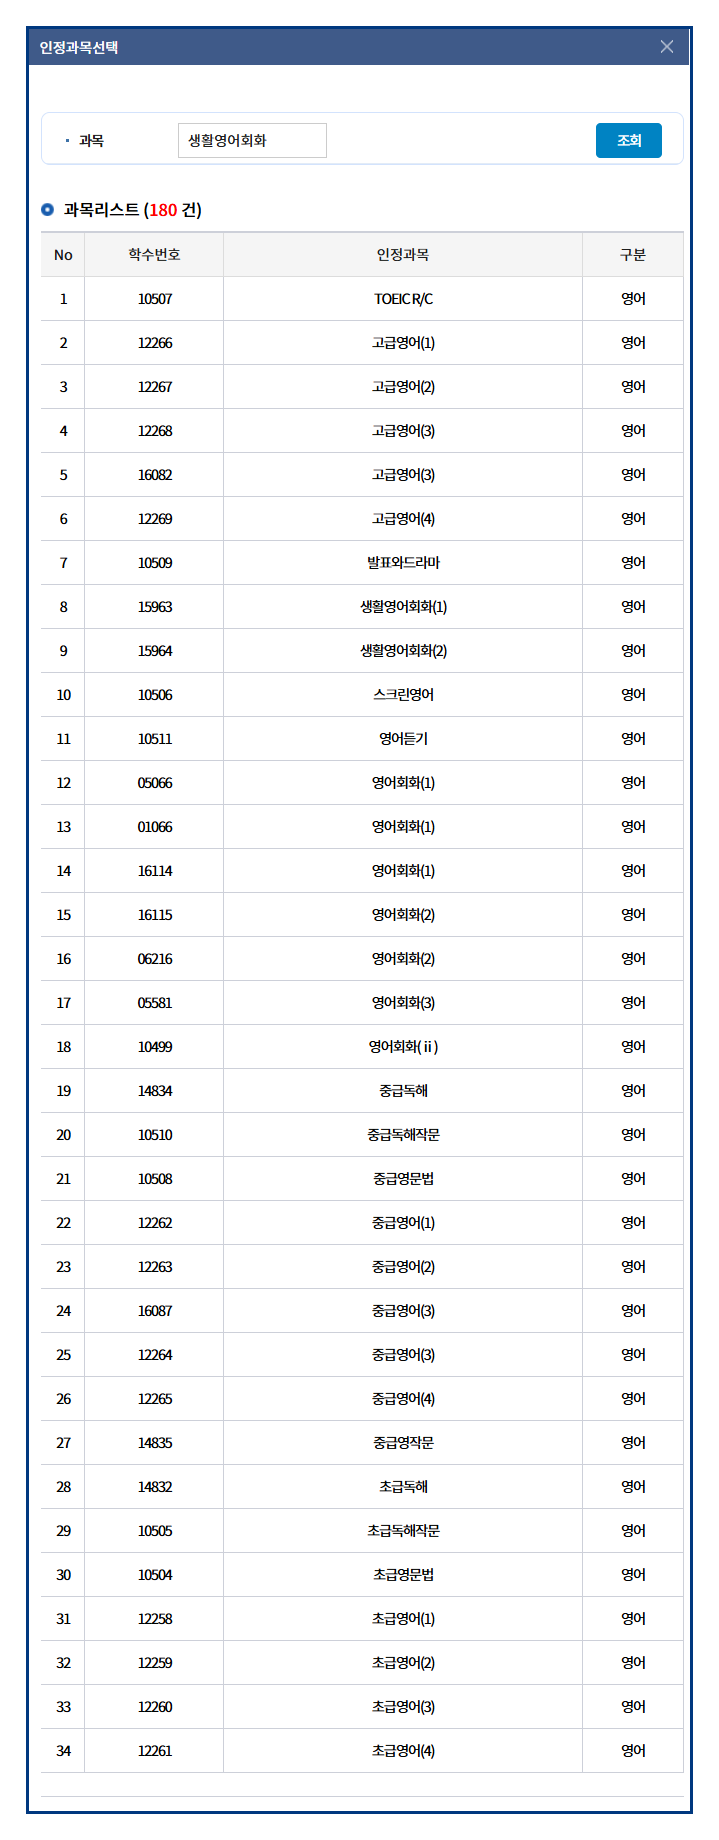 인정과목선택
과목 생활영어회화 조회
과목리스트 (180 건)
No 학수번호 인정과목 구분
1 10507 TOEIC R/C 영어
2 12266 고급영어(1) 영어
3 12267 고급영어(2) 영어
4 12268 고급영어(3) 영어
5 16082 고급영어(3) 영어
6 12269 고급영어(4) 영어
7 10509 발표와드라마 영어
8 15963 생활영어회화(1) 영어
9 15964 생활영어회화(2) 영어
10 10506 스크린영어 영어
11 10511 영어듣기 영어
12 05066 영어회화(1) 영어
13 01066 영어회화(1) 영어
14 16114 영어회화(1) 영어
15 16115 영어회화(2) 영어
16 06216 영어회화(2) 영어
17 05581 영어회화(3) 영어
18 10499 영어회화( ii ) 영어
19 14834 중급독해 영어
20 10510 중급독해작문 영어
21 10508 중급영문법 영어
22 12262 중급영어(1) 영어
23 12263 중급영어(2) 영어
24 16087 중급영어(3) 영어
25 12264 중급영어(3) 영어
26 12265 중급영어(4) 영어
27 14835 중급영작문 영어
28 14832 초급독해 영어
29 10505 초급독해작문 영어
30 10504 초급영문법 영어
31 12258 초급영어(1) 영어
32 12259 초급영어(2) 영어
33 12260 초급영어(3) 영어
34 12261 초급영어(4) 영어